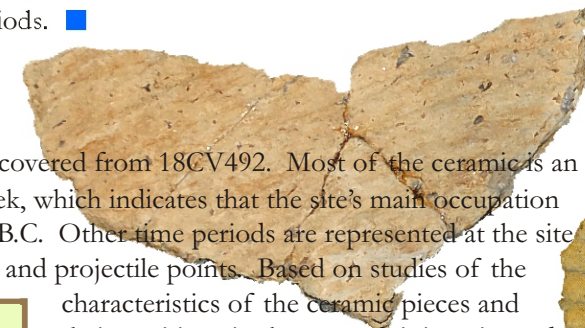 iods.
covered from 18CV492. Most of the ceramic is an
ek, which indicates that the site's main occupation
B.C. Other time periods are represented at the site
and projectile points. Based on studies of the
characteristics of the ceramic pieces and